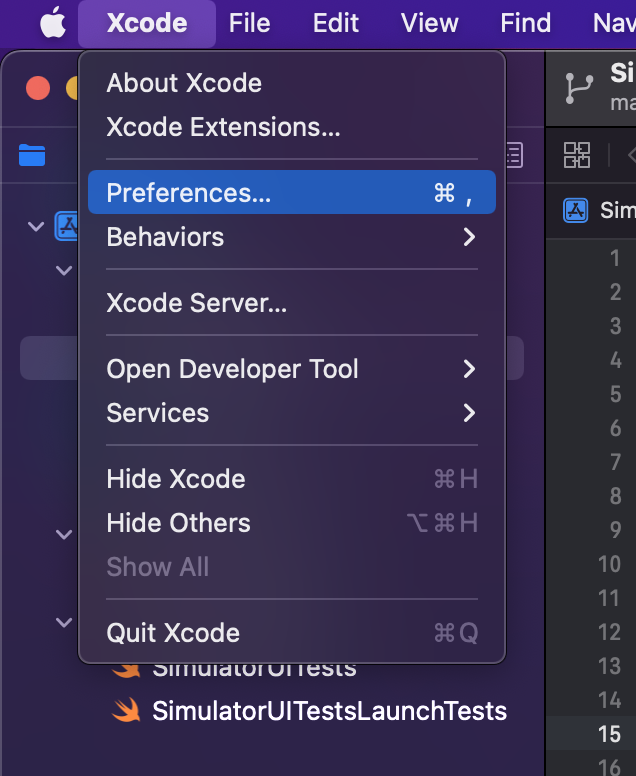 Xcode File Edit View Find Nav
About Xcode
Xcode Extensions...
Preferences... ⌘ ,
Behaviors
Xcode Server...
Open Developer Tool
Services
Hide Xcode ⌘H
Hide Others ⌥⌘H
Show All
Quit Xcode ⌘Q
SimulatorUITests
SimulatorUITestsLaunchTests
Si
ma
Sim
1
2
3
4
5
6
7
8
9
10
11
12
13
14
15
16